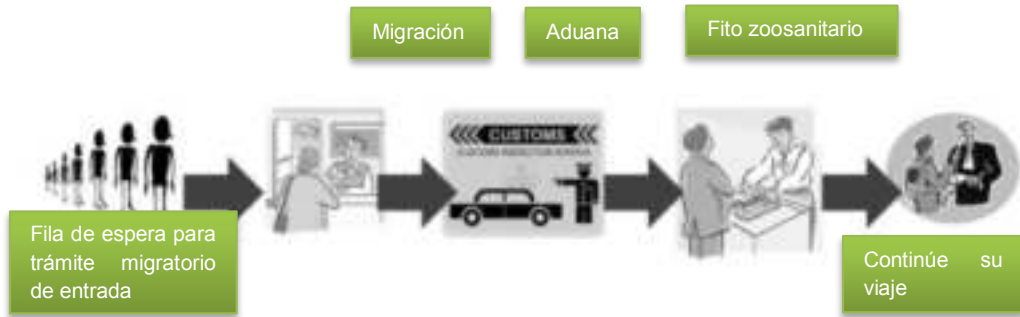 Migración
Aduana
Fito zoosanitario
CUSTOMS
Fila de espera para
trámite migratorio
de entrada
Continúe su
viaje